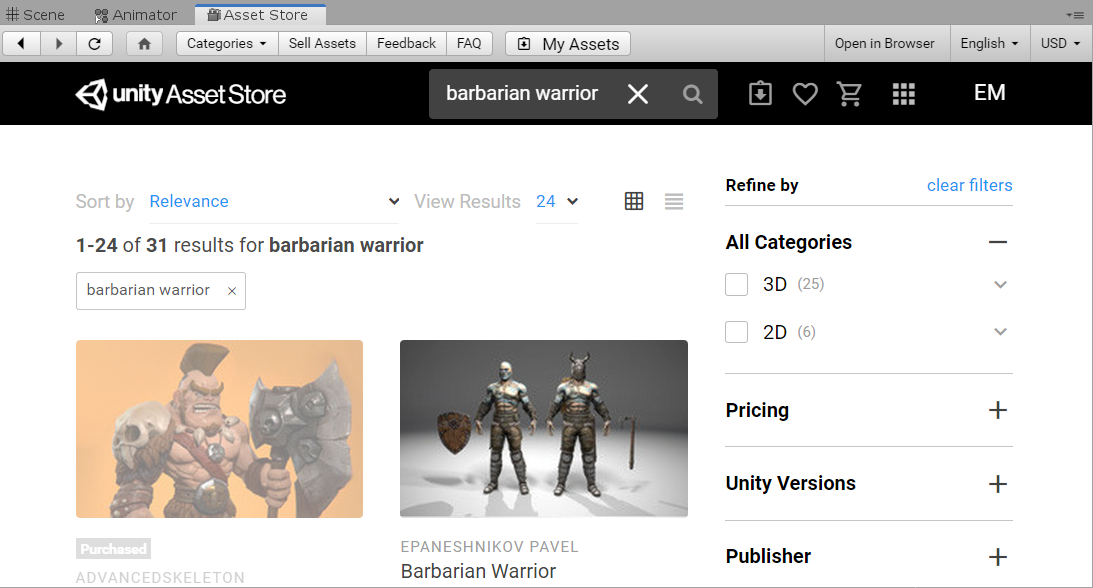 Scene Animator Asset Store
Categories Sell Assets Feedback FAQ My Assets Open in Browser English USD
unity Asset Store barbarian warrior EM
Sort by Relevance View Results 24
1-24 of 31 results for barbarian warrior
barbarian warrior ×
Refine by clear filters
All Categories
3D (25)
2D (6)
Pricing
Unity Versions
Publisher
Purchased
ADVANCEDSKELETON
EPANESHNIKOV PAVEL
Barbarian Warrior